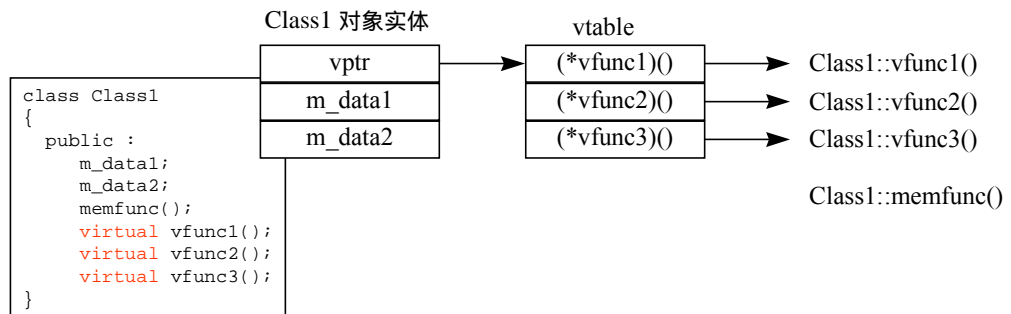 Class1 对象实体
vtable
vptr
(*vfunc1)()
Class1::vfunc1()
m_data1
(*vfunc2)()
Class1::vfunc2()
m_data2
(*vfunc3)()
Class1::vfunc3()
Class1::memfunc()
class Class1
{
public :
m_data1;
m_data2;
memfunc();
virtual vfunc1();
virtual vfunc2();
virtual vfunc3();
}